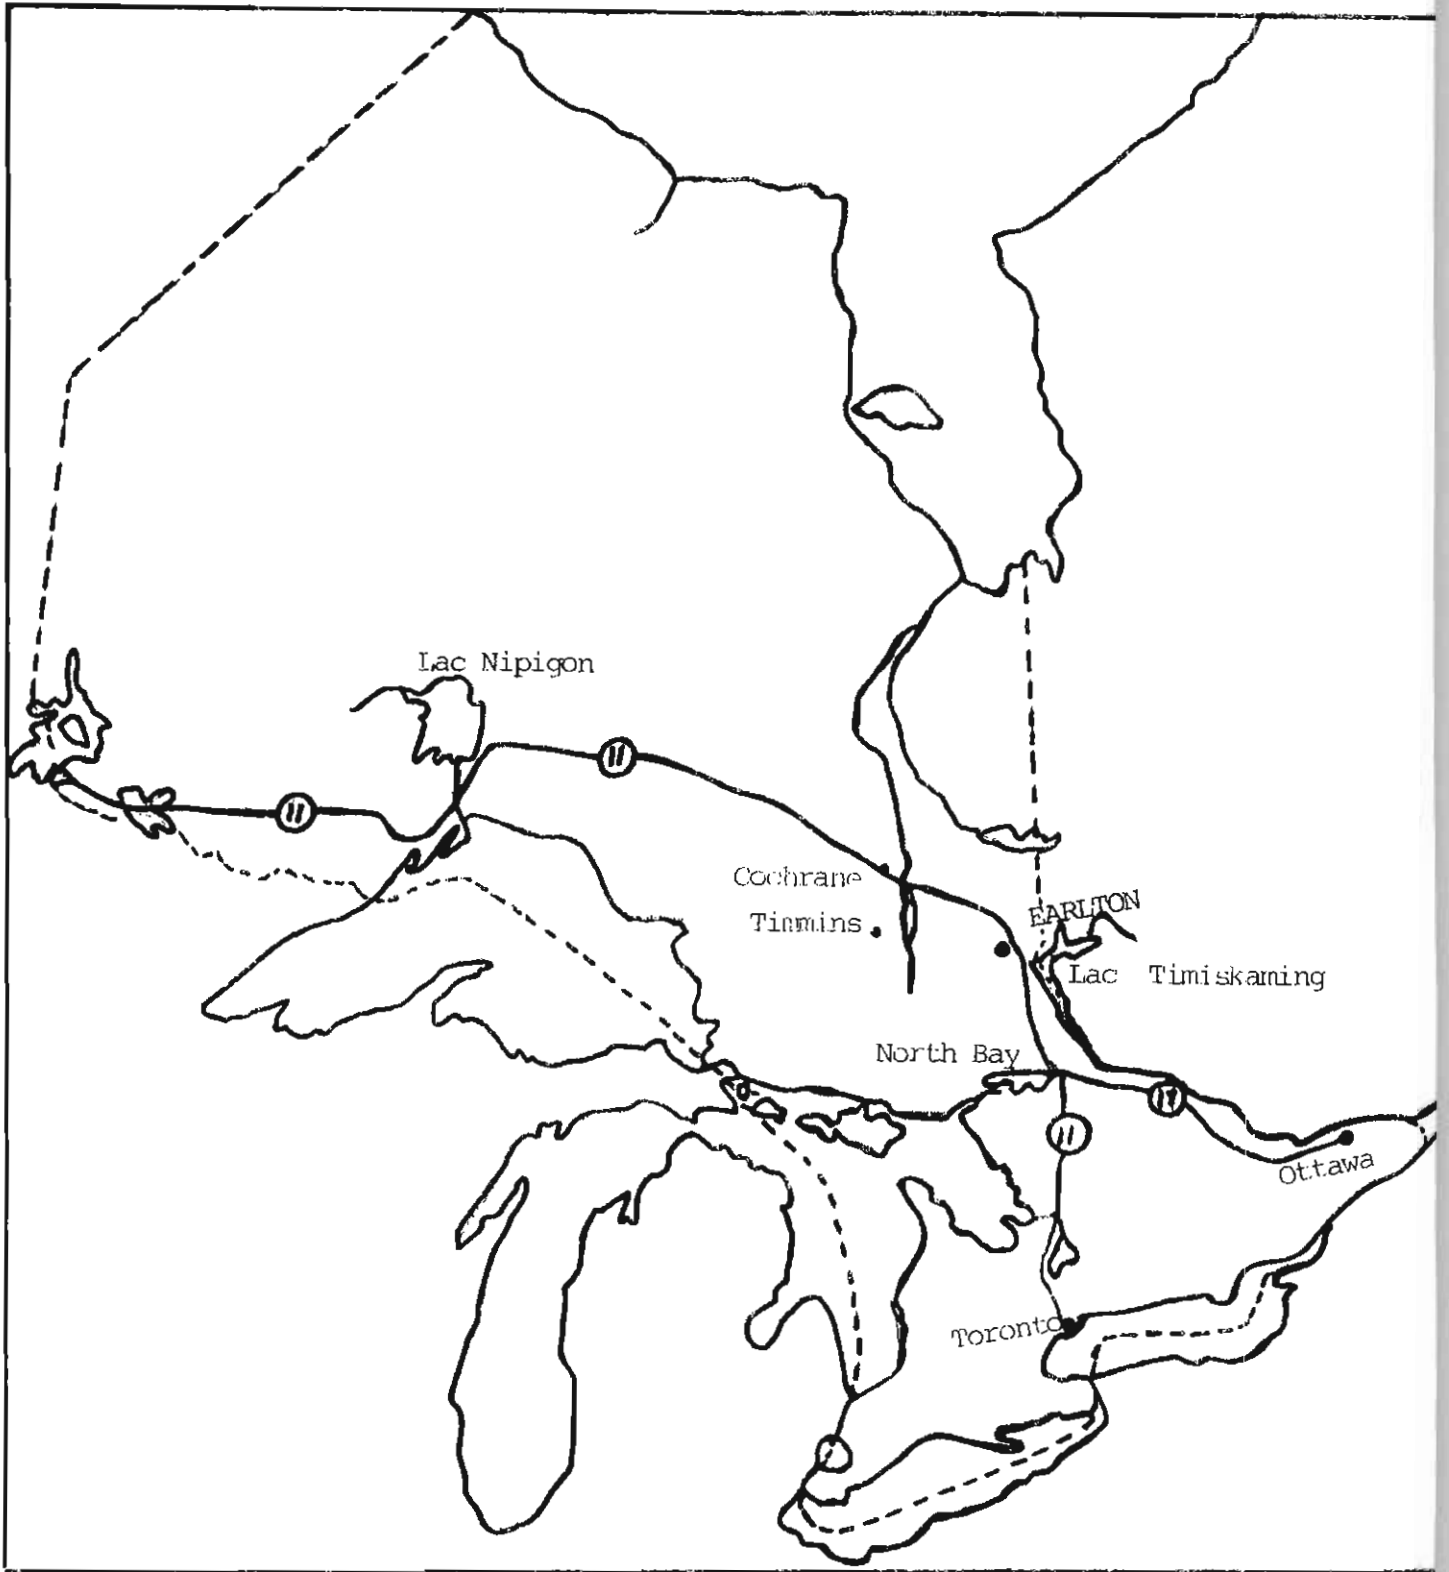 Lac Nipigon
11
11
Cochrane
Timmins
EARLTON
Lac Timiskaming
North Bay
17
11
Ottawa
Toronto